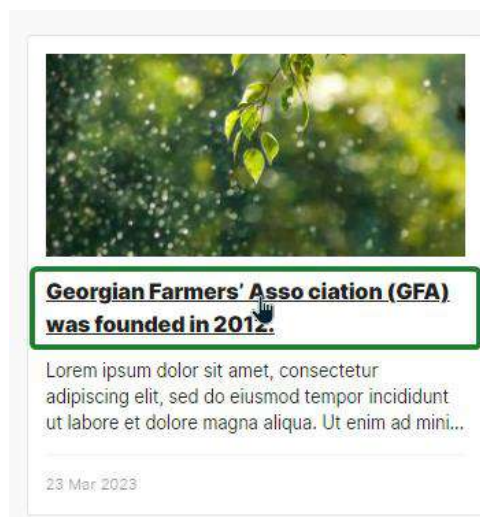 Georgian Farmers’ Asso ciation (GFA)
was founded in 2012.
Lorem ipsum dolor sit amet, consectetur
adipiscing elit, sed do eiusmod tempor incididunt
ut labore et dolore magna aliqua. Ut enim ad mini...
23 Mar 2023